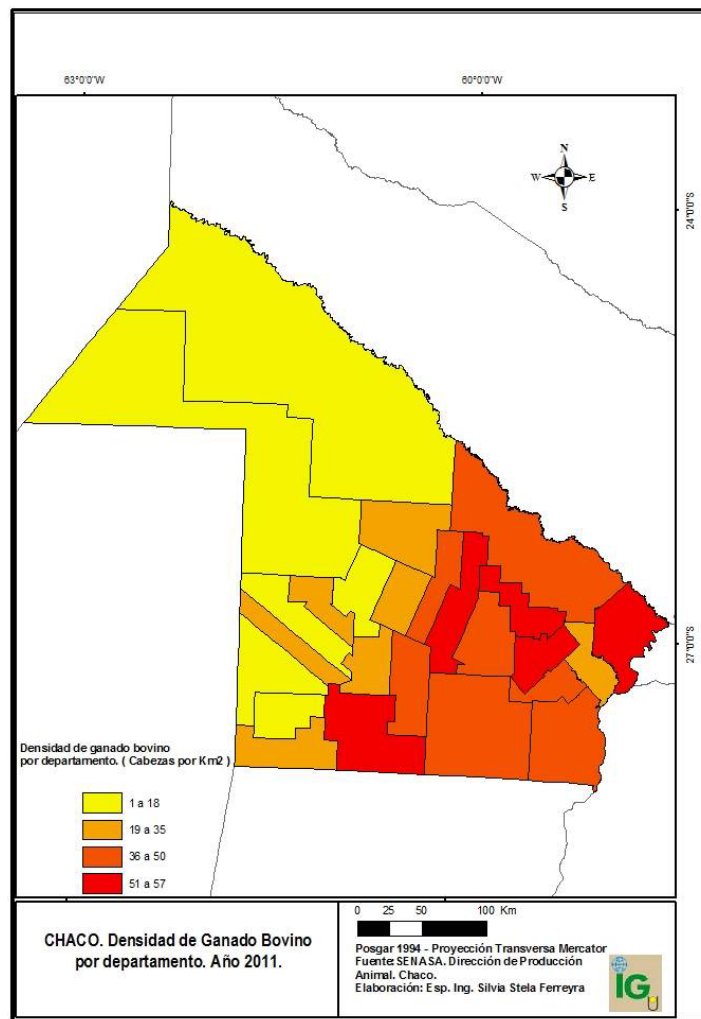 63°0'0"W
60°0'0"W
N
W
E
S
24°0'0"S
27°0'0"S
Densidad de ganado bovino
por departamento. ( Cabezas por Km2 )
1 a 18
19 a 35
36 a 50
51 a 57
CHACO. Densidad de Ganado Bovino
por departamento. Año 2011.
0 25 50 100 Km
Posgar 1994 - Proyección Transversa Mercator
Fuente SENASA. Dirección de Producción
Animal. Chaco.
Elaboración: Esp. Ing. Silvia Stela Ferreyra
IG
U